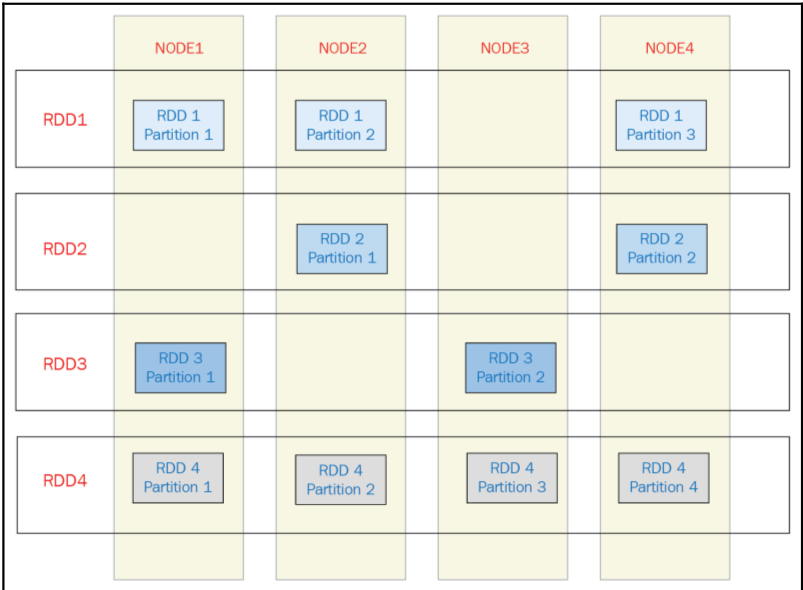 NODE1 NODE2 NODE3 NODE4
RDD1
RDD 1 RDD 1 RDD 1
Partition 1 Partition 2 Partition 3
RDD2
RDD 2 RDD 2
Partition 1 Partition 2
RDD3
RDD 3 RDD 3
Partition 1 Partition 2
RDD4
RDD 4 RDD 4 RDD 4 RDD 4
Partition 1 Partition 2 Partition 3 Partition 4